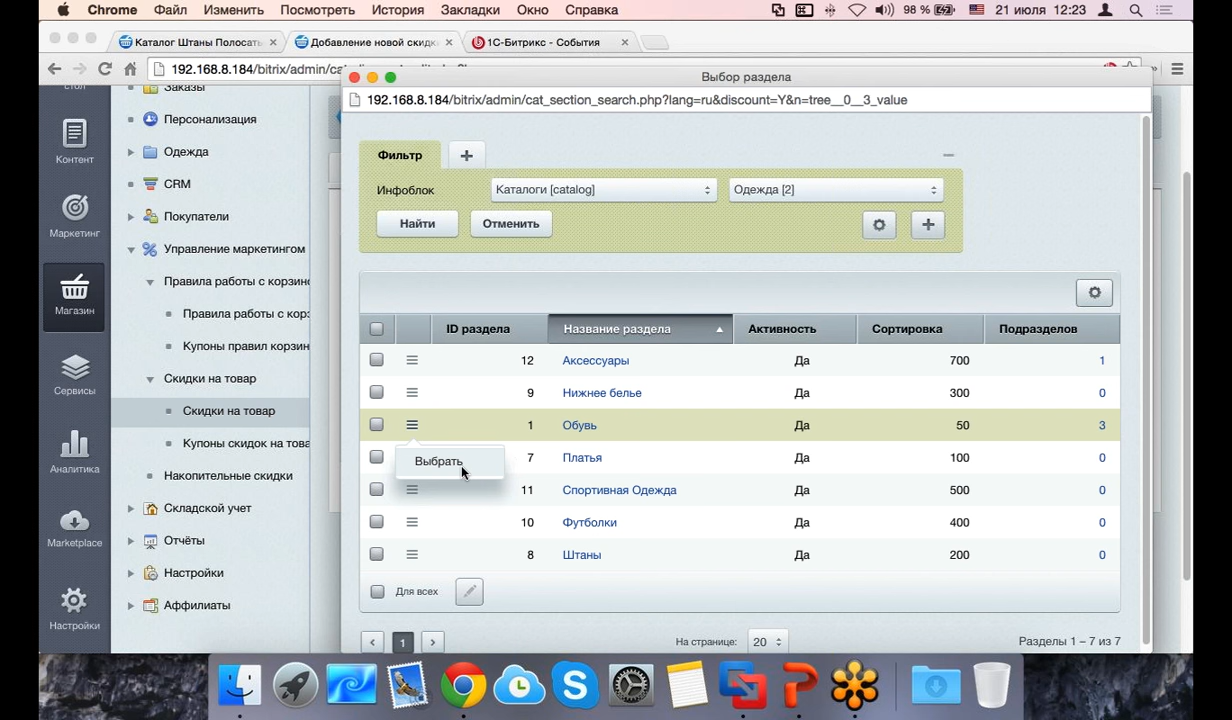 Chrome Файл Изменить Посмотреть История Закладки Окно Справка 98 % 21 июля 12:23
Каталог Штаны Полосаты Добавление новой скидк 1С-Битрикс - События
192.168.8.184/bitrix/admin/ca
Выбор раздела
192.168.8.184/bitrix/admin/cat_section_search.php?lang=ru&discount=Y&n=tree__0__3_value
стол
Контент
Маркетинг
Магазин
Сервисы
Аналитика
Marketplace
Настройки
Заказы
Персонализация
Одежда
CRM
Покупатели
Управление маркетингом
Правила работы с корзино
Правила работы с корз
Купоны правил корзин
Скидки на товар
Скидки на товар
Купоны скидок на това
Накопительные скидки
Складской учет
Отчёты
Настройки
Аффилиаты
Фильтр
Инфоблок Каталоги [catalog] Одежда [2]
Найти Отменить
ID раздела Название раздела Активность Сортировка Подразделов
12 Аксессуары Да 700 1
9 Нижнее белье Да 300 0
1 Обувь Да 50 3
Выбрать
7 Платья Да 100 0
11 Спортивная Одежда Да 500 0
10 Футболки Да 400 0
8 Штаны Да 200 0
Для всех
1 На странице: 20 Разделы 1 – 7 из 7